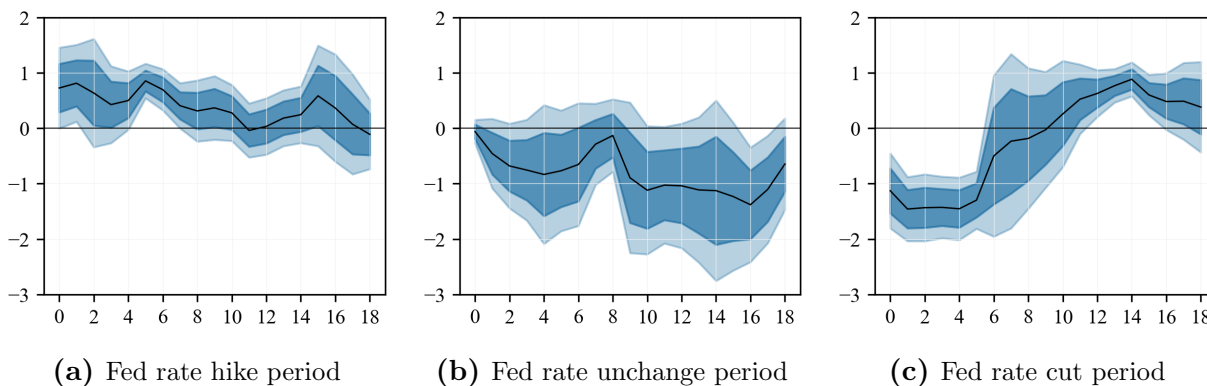 2 2 2
1 1 1
0 0 0
−1 −1 −1
−2 −2 −2
−3 −3 −3
0 2 4 6 8 10 12 14 16 18 0 2 4 6 8 10 12 14 16 18 0 2 4 6 8 10 12 14 16 18
(a) Fed rate hike period (b) Fed rate unchange period (c) Fed rate cut period